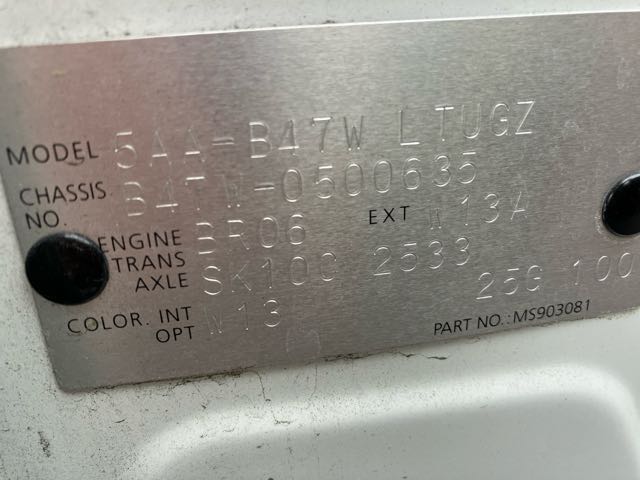 MODEL 5AA-B47W LTUGZ
CHASSIS NO. B47W-0500635
ENGINE BR06 EXT W13A
TRANS AXLE SK10C 2533
25G 100
COLOR. INT W13
OPT
PART NO.:MS903081